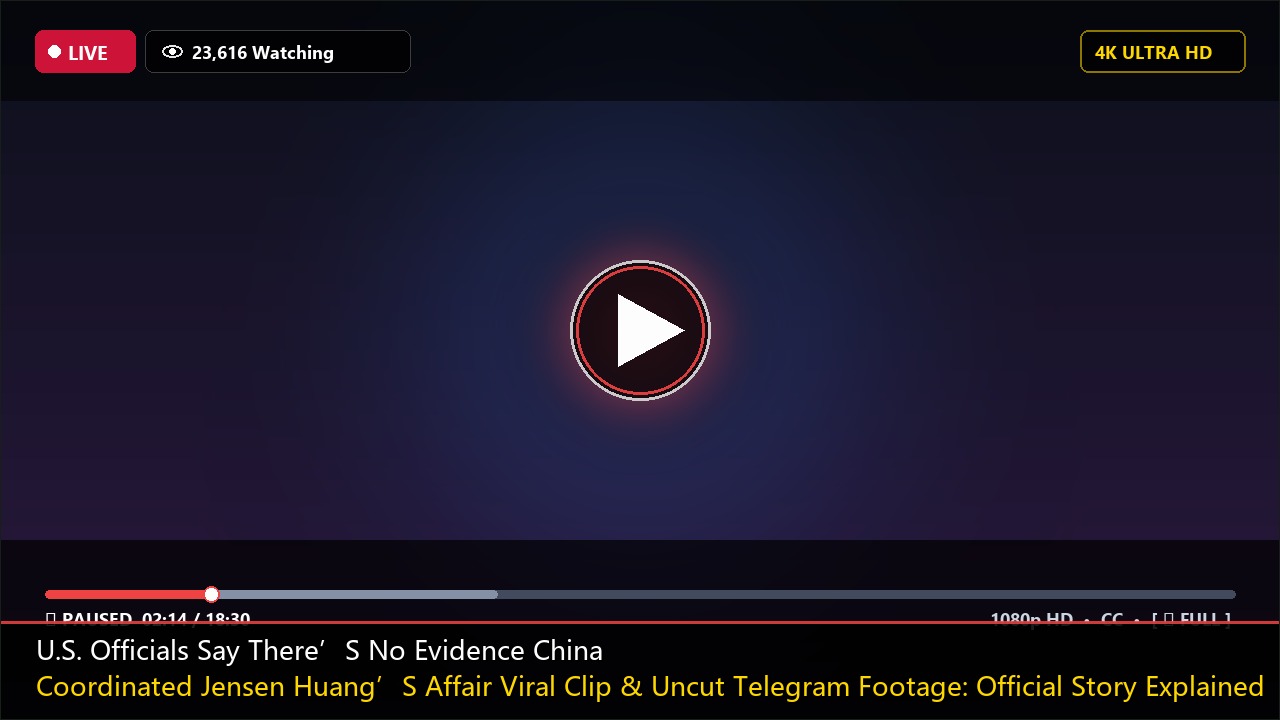 LIVE
23,616 Watching
4K ULTRA HD
PAUSED 02:14 / 18:30
1080p HD • CC • [ FULL ]
U.S. Officials Say There’ S No Evidence China
Coordinated Jensen Huang’ S Affair Viral Clip & Uncut Telegram Footage: Official Story Explained